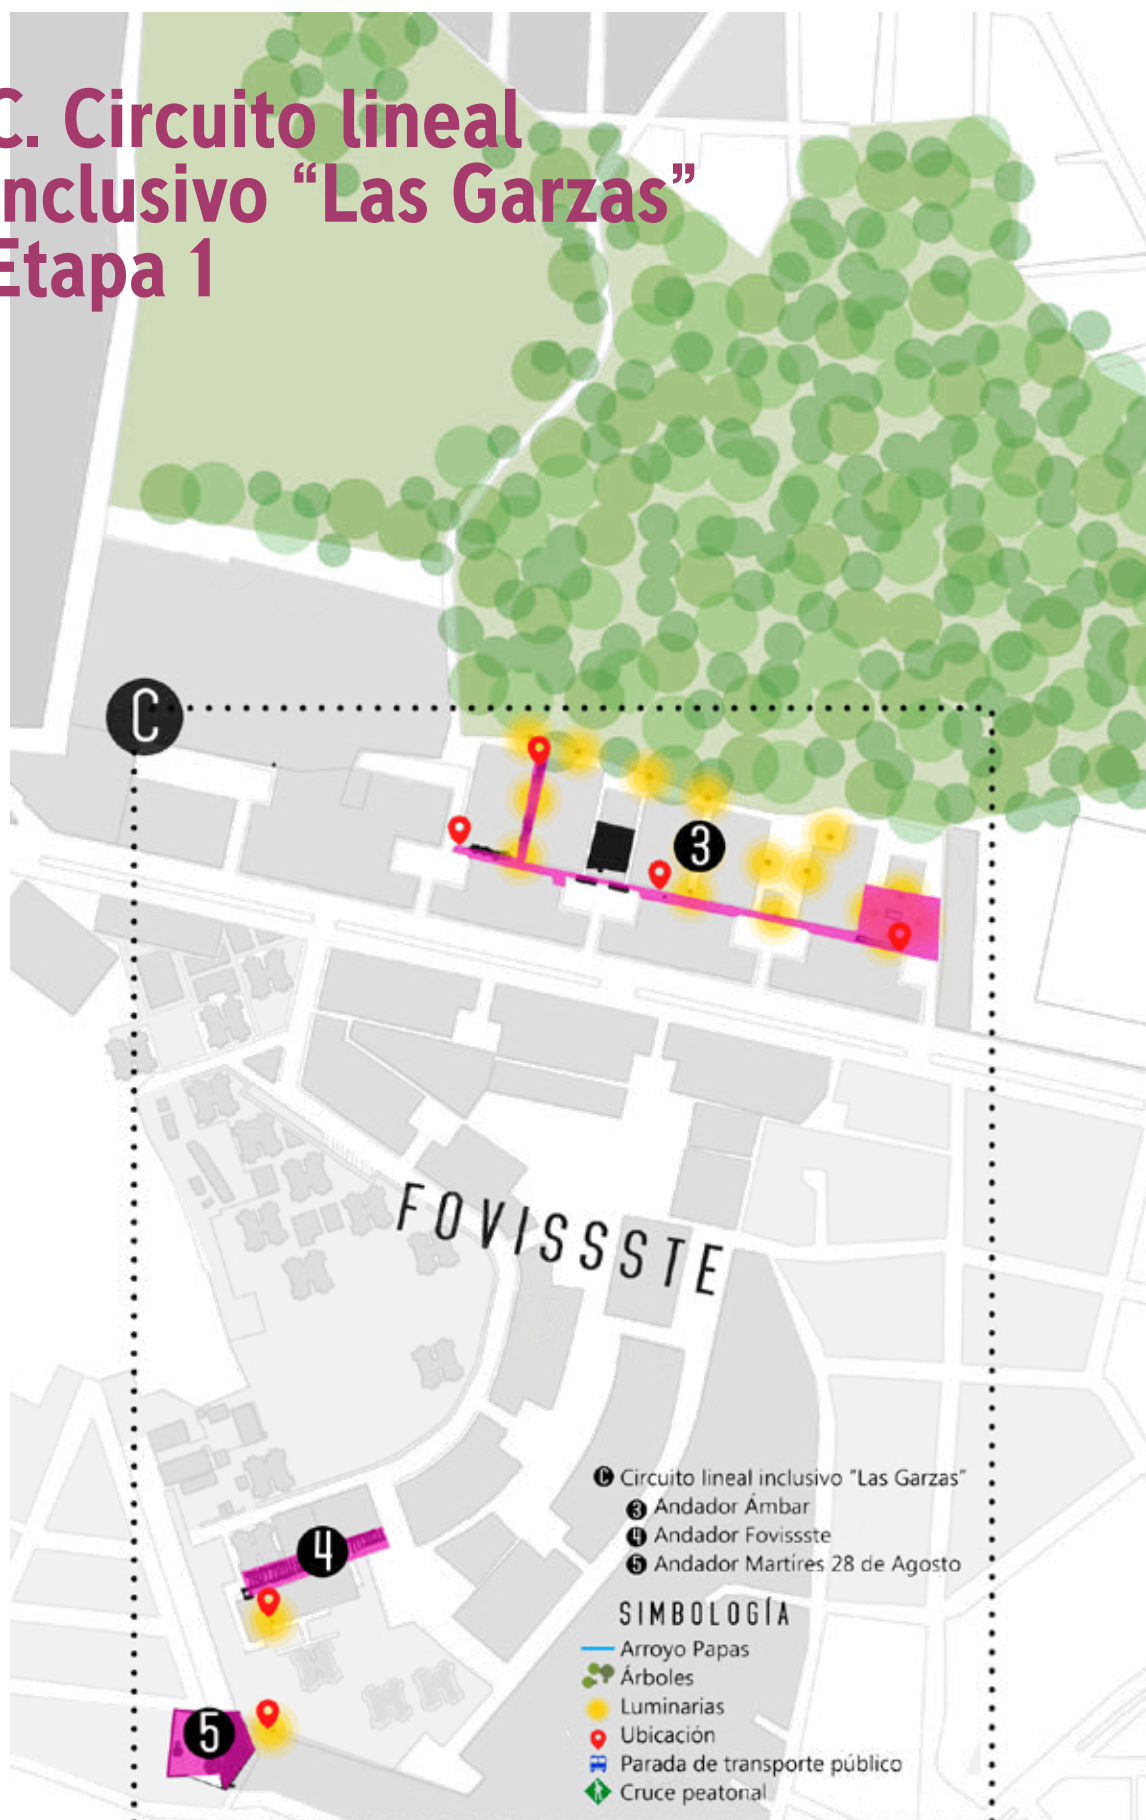 C. Circuito lineal
nclusivo “Las Garzas”
Etapa 1
C
3
FOVISSSTE
C Circuito lineal inclusivo “Las Garzas”
3 Andador Ámbar
4 Andador Fovissste
5 Andador Martíres 28 de Agosto
4
SIMBOLOGÍA
Arroyo Papas
Árboles
Luminarias
5
Ubicación
Parada de transporte público
Cruce peatonal